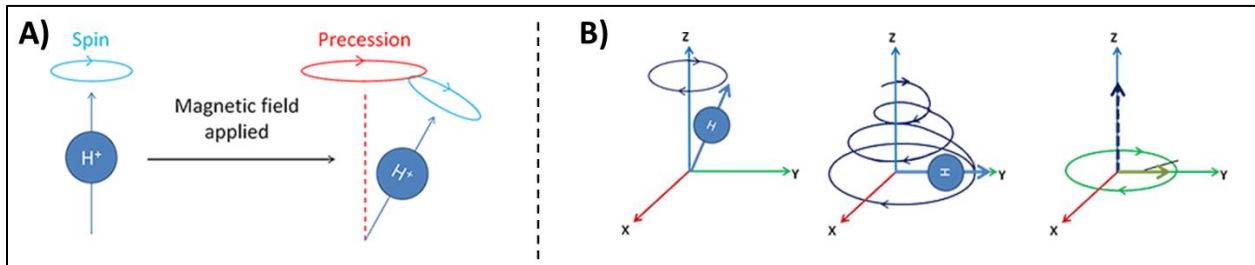 A)
Spin
Precession
Magnetic field
applied
H+
H+
B)
Z
H
Y
X
Z
H
Y
X
Z
Y
X